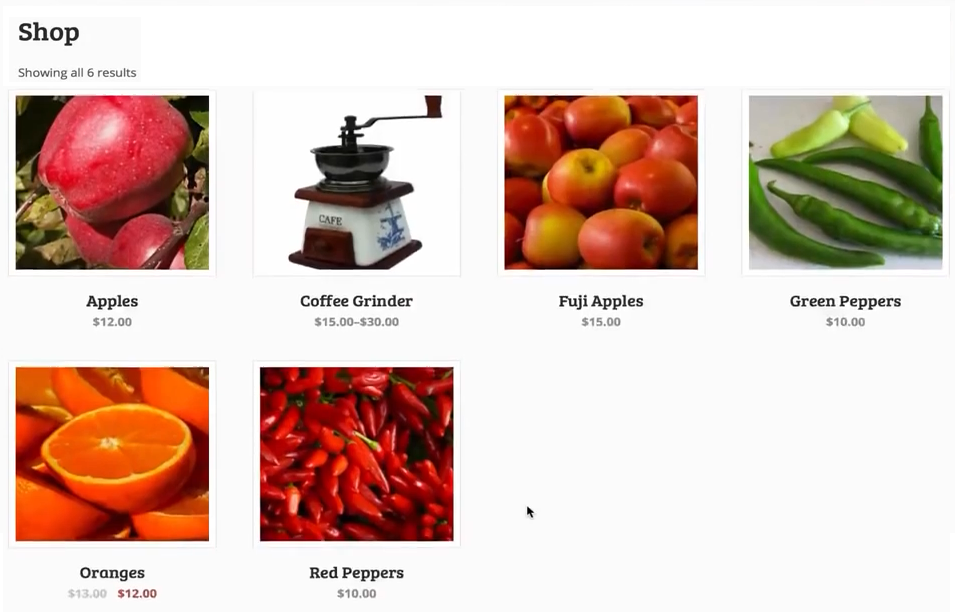 Shop
Showing all 6 results
CAFE
Apples
$12.00
Coffee Grinder
$15.00–$30.00
Fuji Apples
$15.00
Green Peppers
$10.00
Oranges
$13.00 $12.00
Red Peppers
$10.00